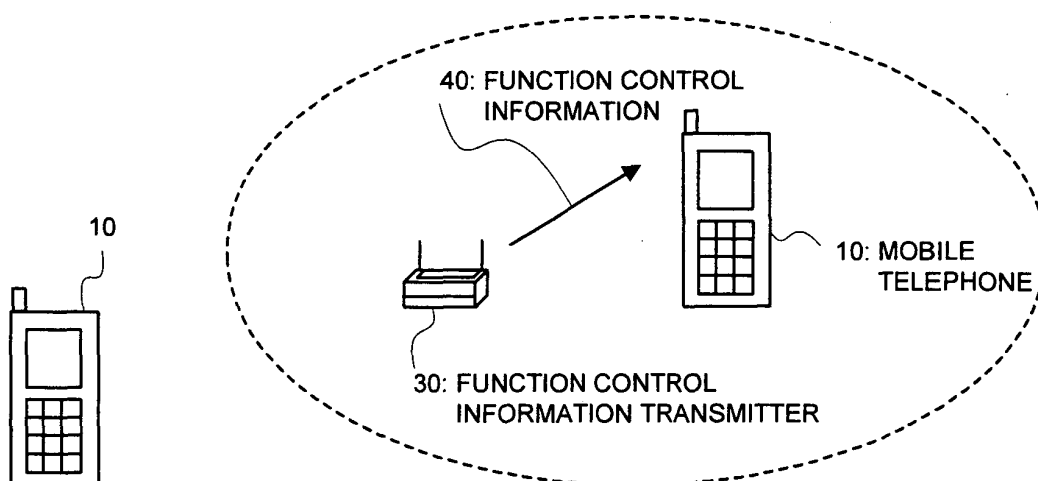 40: FUNCTION CONTROL
INFORMATION
10
10: MOBILE
TELEPHONE
30: FUNCTION CONTROL
INFORMATION TRANSMITTER